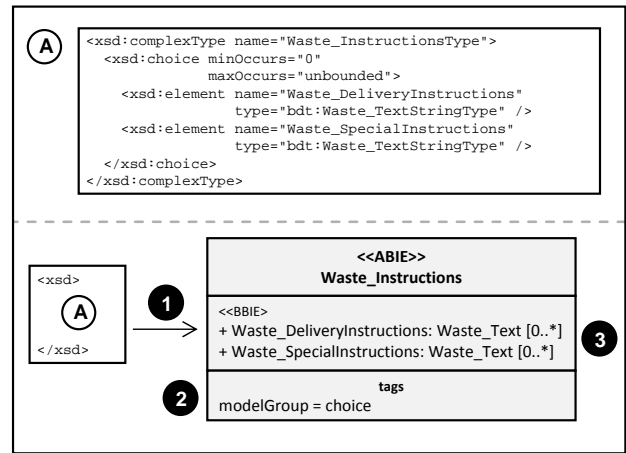 A
<xsd:complexType name="Waste_InstructionsType">
<xsd:choice minOccurs="0"
maxOccurs="unbounded">
<xsd:element name="Waste_DeliveryInstructions"
type="bdt:Waste_TextStringType" />
<xsd:element name="Waste_SpecialInstructions"
type="bdt:Waste_TextStringType" />
</xsd:choice>
</xsd:complexType>
<xsd>
A
</xsd>
1
<<ABIE>>
Waste_Instructions
<<BBIE>
+ Waste_DeliveryInstructions: Waste_Text [0..*]
+ Waste_SpecialInstructions: Waste_Text [0..*]
3
2
tags
modelGroup = choice